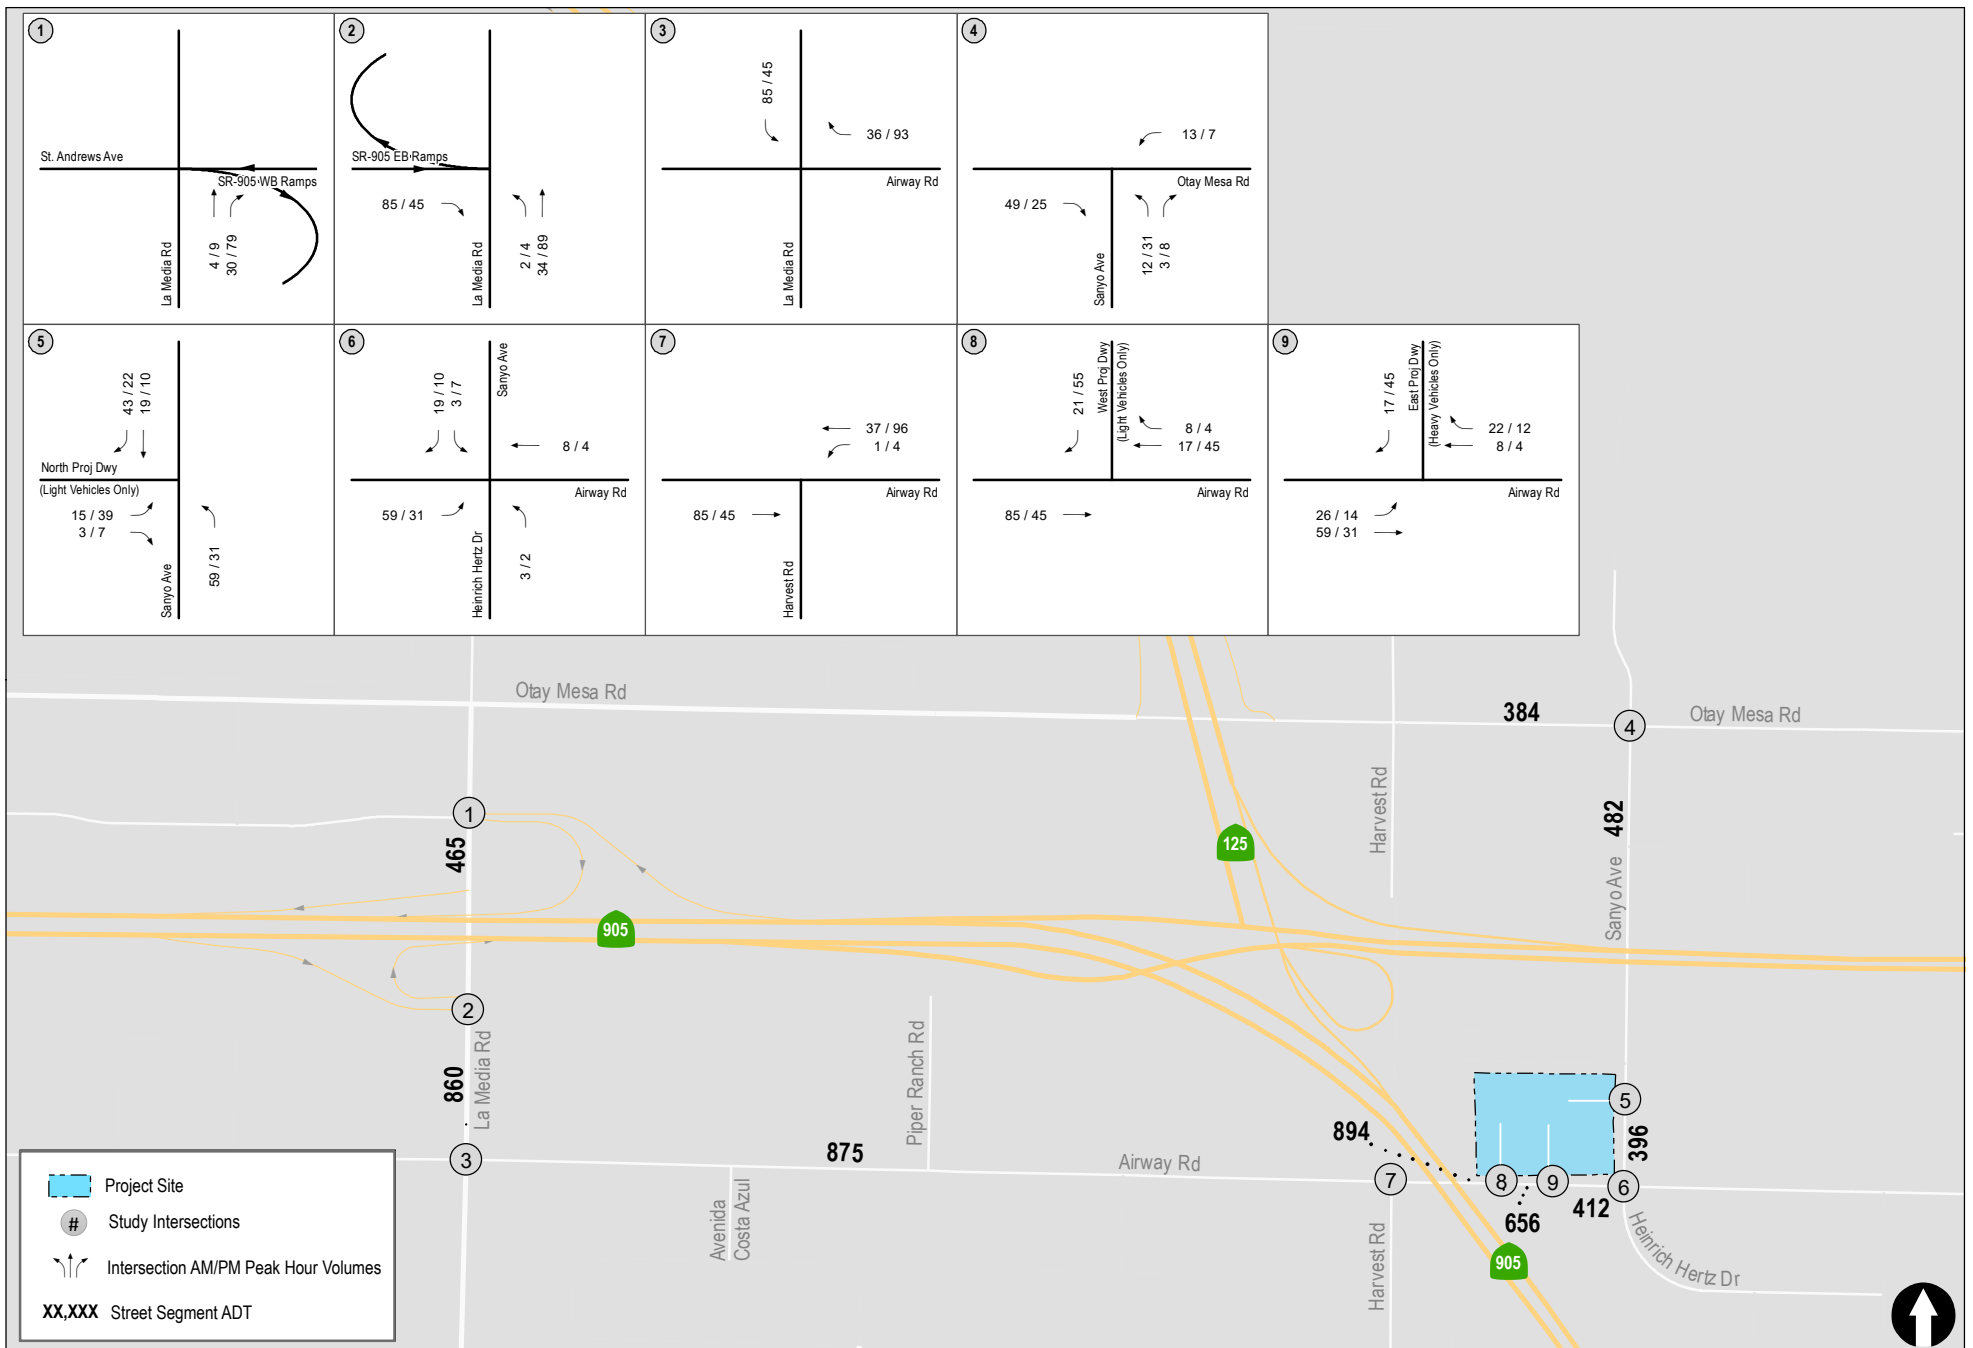 1
St. Andrews Ave
SR-905 WB Ramps
La Media Rd
4 / 9
30 / 79
2
SR-905 EB Ramps
85 / 45
La Media Rd
2 / 4
34 / 89
3
85 / 45
36 / 93
Airway Rd
La Media Rd
4
13 / 7
Otay Mesa Rd
49 / 25
Sanyo Ave
12 / 31
3 / 8
5
43 / 22
19 / 10
North Proj Dwy
(Light Vehicles Only)
15 / 39
3 / 7
Sanyo Ave
59 / 31
6
19 / 10
3 / 7
Sanyo Ave
8 / 4
Airway Rd
59 / 31
Heinrich Hertz Dr
3 / 2
7
37 / 96
1 / 4
Airway Rd
85 / 45
Harvest Rd
8
21 / 55
West Proj Dwy
(Light Vehicles Only)
8 / 4
17 / 45
Airway Rd
85 / 45
9
17 / 45
East Proj Dwy
(Heavy Vehicles Only)
22 / 12
8 / 4
Airway Rd
26 / 14
59 / 31
Otay Mesa Rd
384
Otay Mesa Rd
4
1
465
Harvest Rd
482
125
Sanyo Ave
905
2
860
La Media Rd
Piper Ranch Rd
5
396
894
3
875
Airway Rd
7
8
9
6
656
412
Avenida
Costa Azul
Harvest Rd
905
Heinrich Hertz Dr
Project Site
# Study Intersections
Intersection AM/PM Peak Hour Volumes
XX,XXX Street Segment ADT